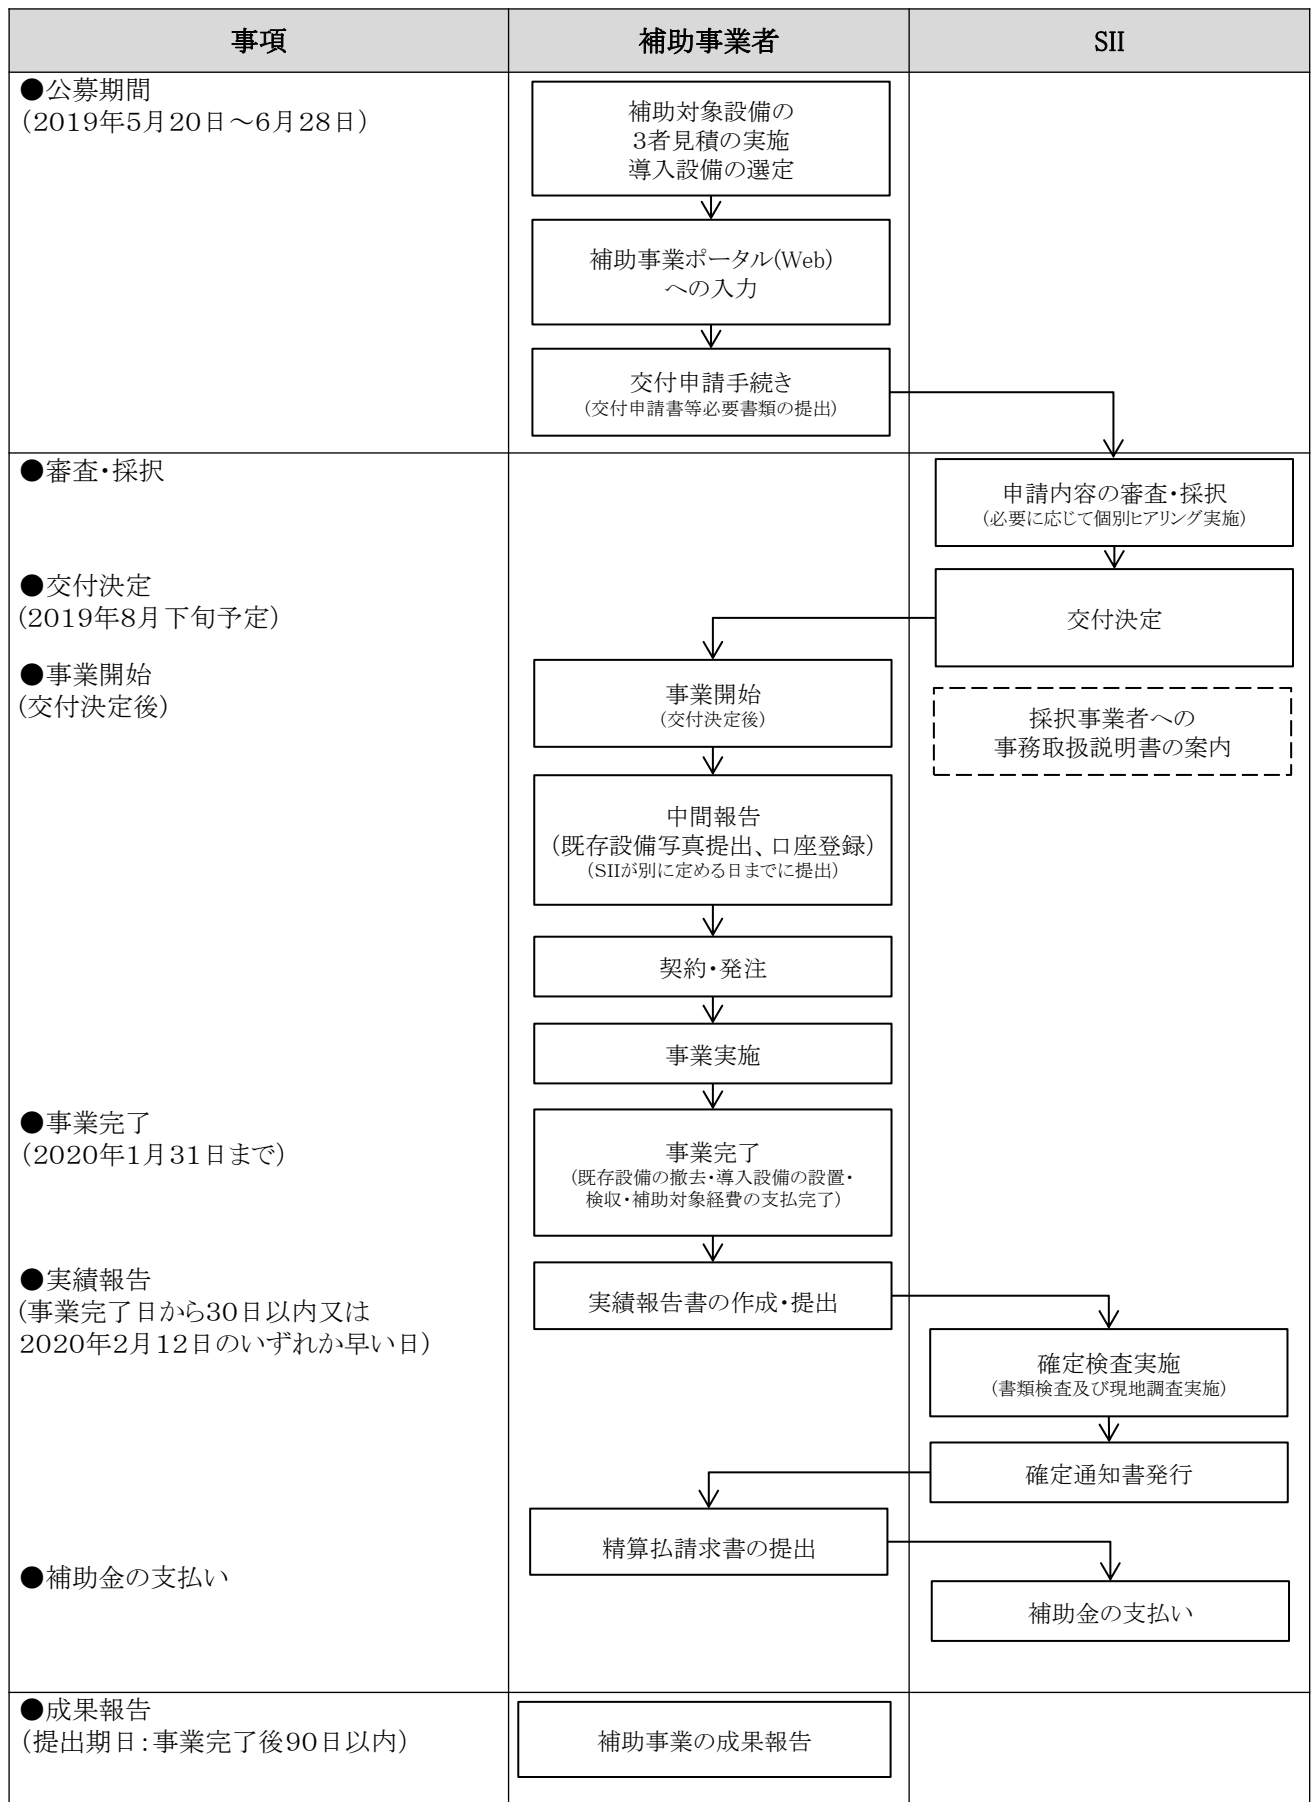 事項
補助事業者
SII
●公募期間
（2019年5月20日～6月28日）
補助対象設備の
3者見積の実施
導入設備の選定
補助事業ポータル(Web)
への入力
交付申請手続き
（交付申請書等必要書類の提出）
●審査・採択
申請内容の審査・採択
（必要に応じて個別ヒアリング実施）
●交付決定
（2019年8月下旬予定）
交付決定
●事業開始
（交付決定後）
事業開始
（交付決定後）
採択事業者への
事務取扱説明書の案内
中間報告
（既存設備写真提出、口座登録）
（SIIが別に定める日までに提出）
契約・発注
事業実施
●事業完了
（2020年1月31日まで）
事業完了
（既存設備の撤去・導入設備の設置・
検収・補助対象経費の支払完了）
●実績報告
（事業完了日から30日以内又は
2020年2月12日のいずれか早い日）
実績報告書の作成・提出
確定検査実施
（書類検査及び現地調査実施）
確定通知書発行
精算払請求書の提出
●補助金の支払い
補助金の支払い
●成果報告
（提出期日：事業完了後90日以内）
補助事業の成果報告